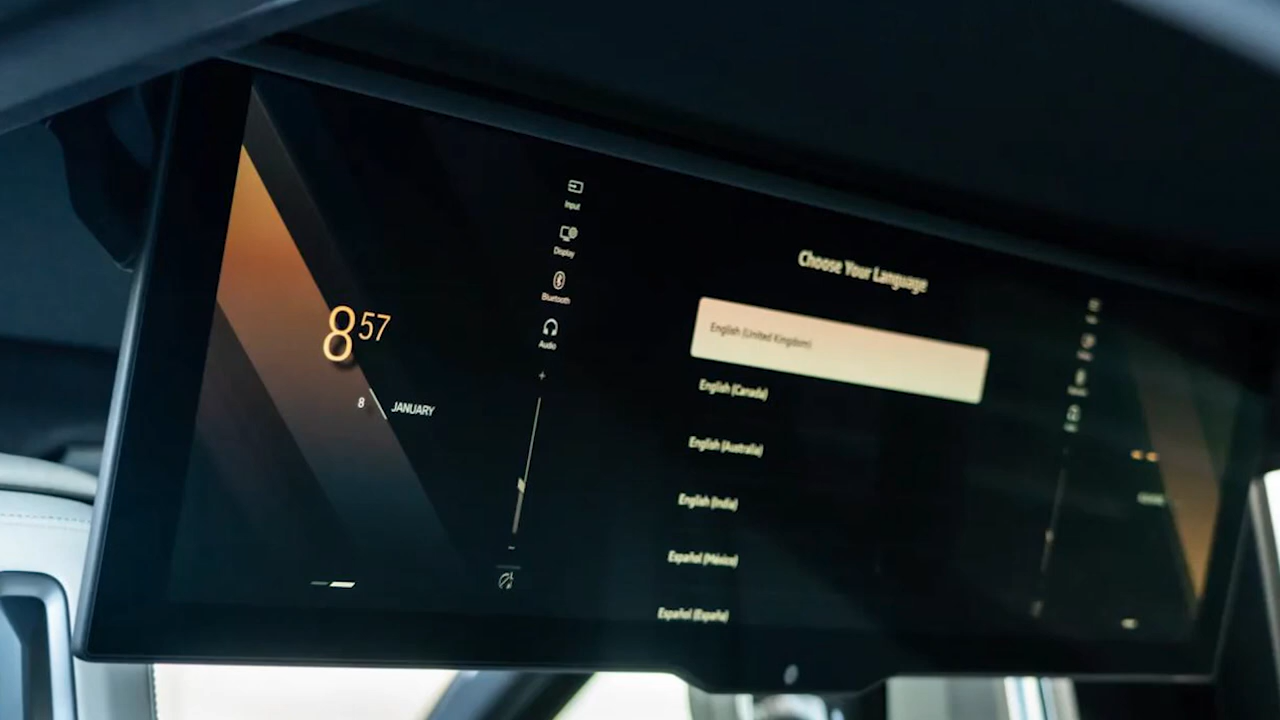 8 57
8 JANUARY
Input
Display
Bluetooth
Audio
+
-
Choose Your Language
English (United Kingdom)
English (Canada)
English (Australia)
English (India)
Español (México)
Español (España)